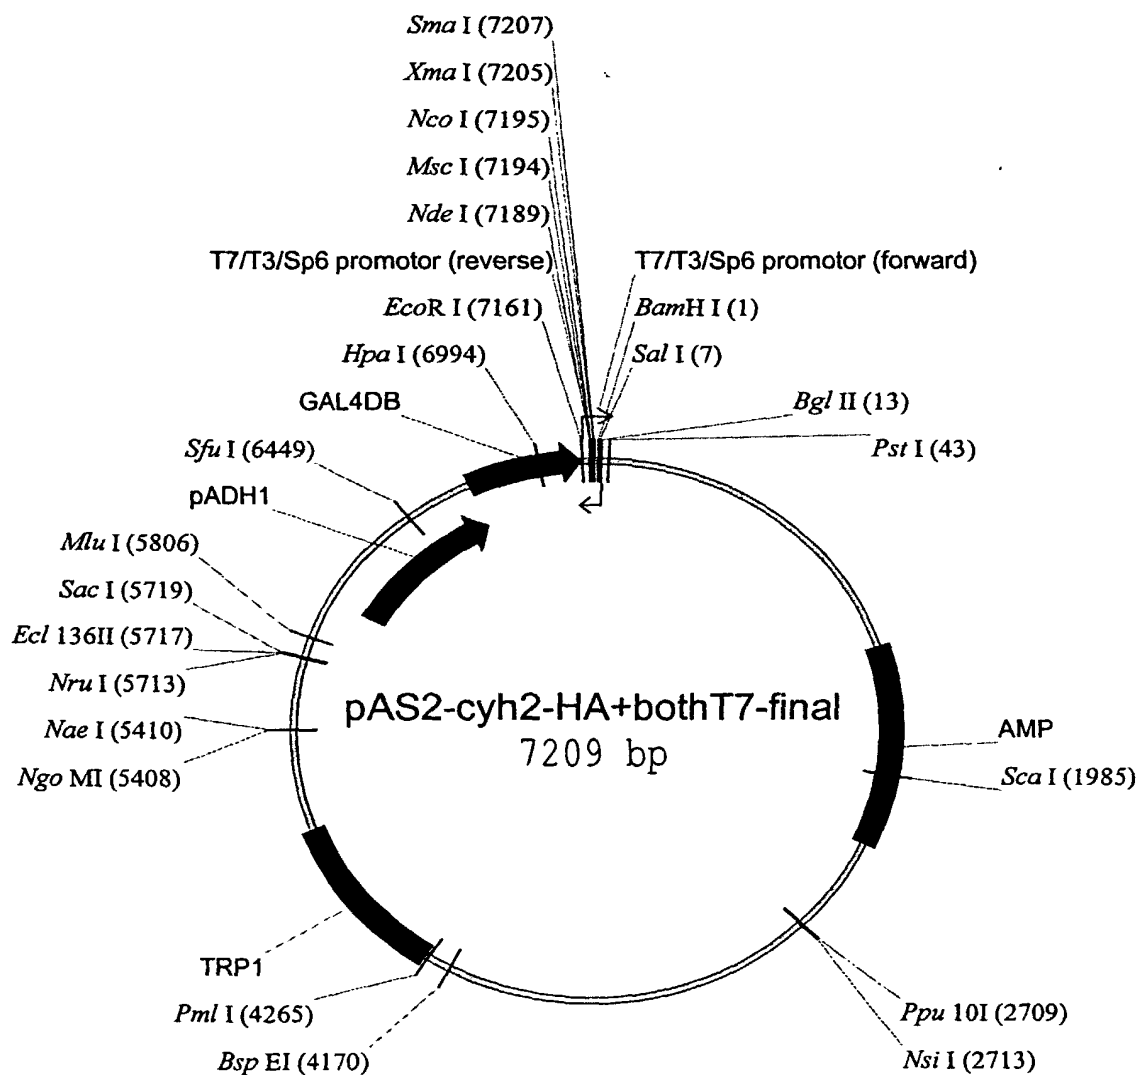 Sma I (7207)
Xma I (7205)
Nco I (7195)
Msc I (7194)
Nde I (7189)
T7/T3/Sp6 promotor (reverse)
T7/T3/Sp6 promotor (forward)
EcoR I (7161)
BamH I (1)
Hpa I (6994)
Sal I (7)
GAL4DB
Bgl II (13)
Sfu I (6449)
Pst I (43)
pADH1
Mlu I (5806)
Sac I (5719)
Ecl 136II (5717)
Nru I (5713)
Nae I (5410)
Ngo MI (5408)
pAS2-cyh2-HA+bothT7-final
7209 bp
AMP
Sca I (1985)
TRP1
Pml I (4265)
Bsp EI (4170)
Ppu 10I (2709)
Nsi I (2713)